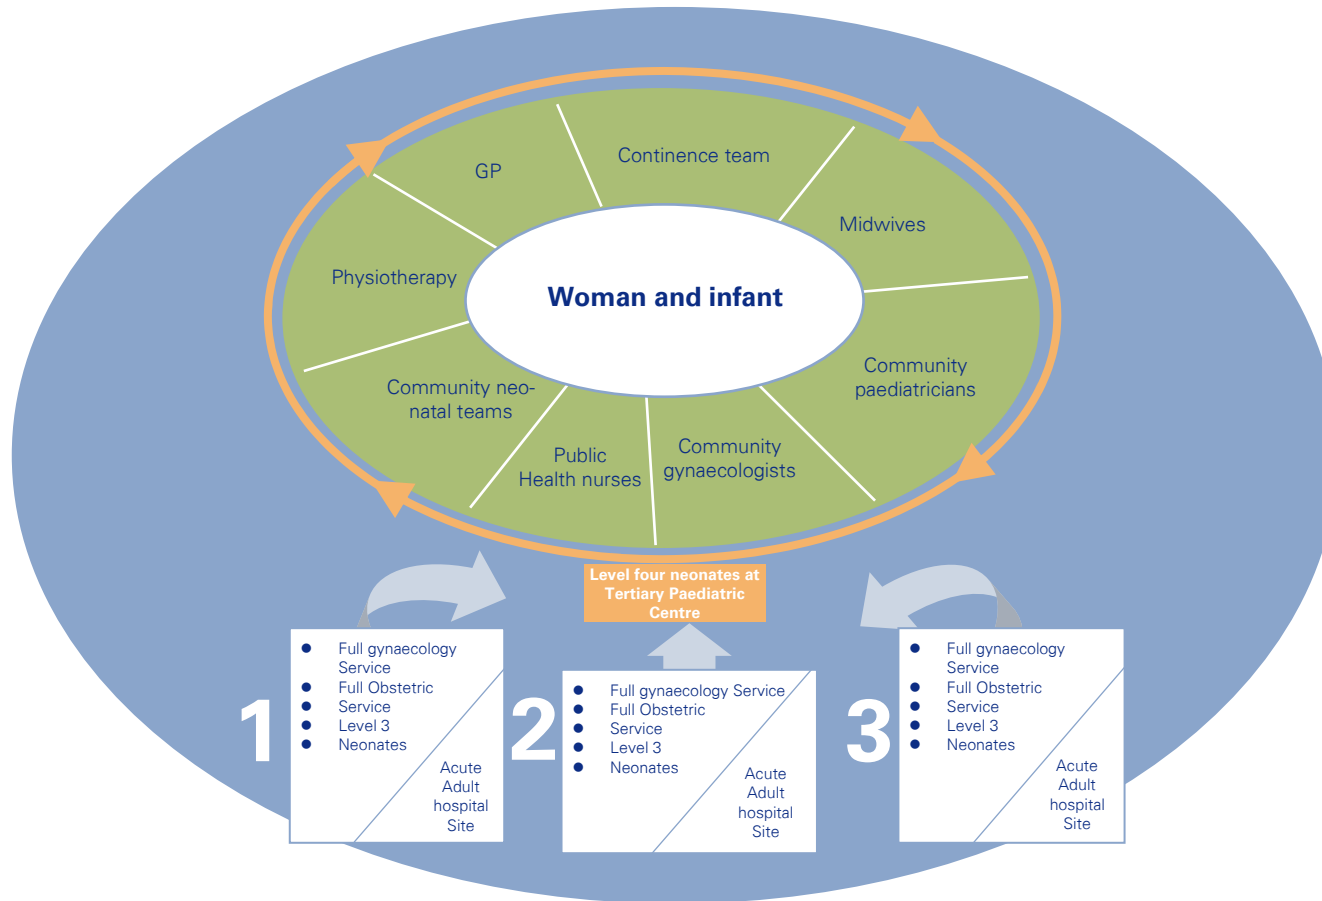 GP
Continence team
Midwives
Physiotherapy
Woman and infant
Community
paediatricians
Community neo-
natal teams
Public
Health nurses
Community
gynaecologists
Level four neonates at
Tertiary Paediatric
Centre
1
● Full gynaecology
Service
● Full Obstetric
● Service
● Level 3
● Neonates
Acute
Adult
hospital
Site
2
● Full gynaecology Service
● Full Obstetric
● Service
● Level 3
● Neonates
Acute
Adult
hospital
Site
3
● Full gynaecology
Service
● Full Obstetric
● Service
● Level 3
● Neonates
Acute
Adult
hospital
Site